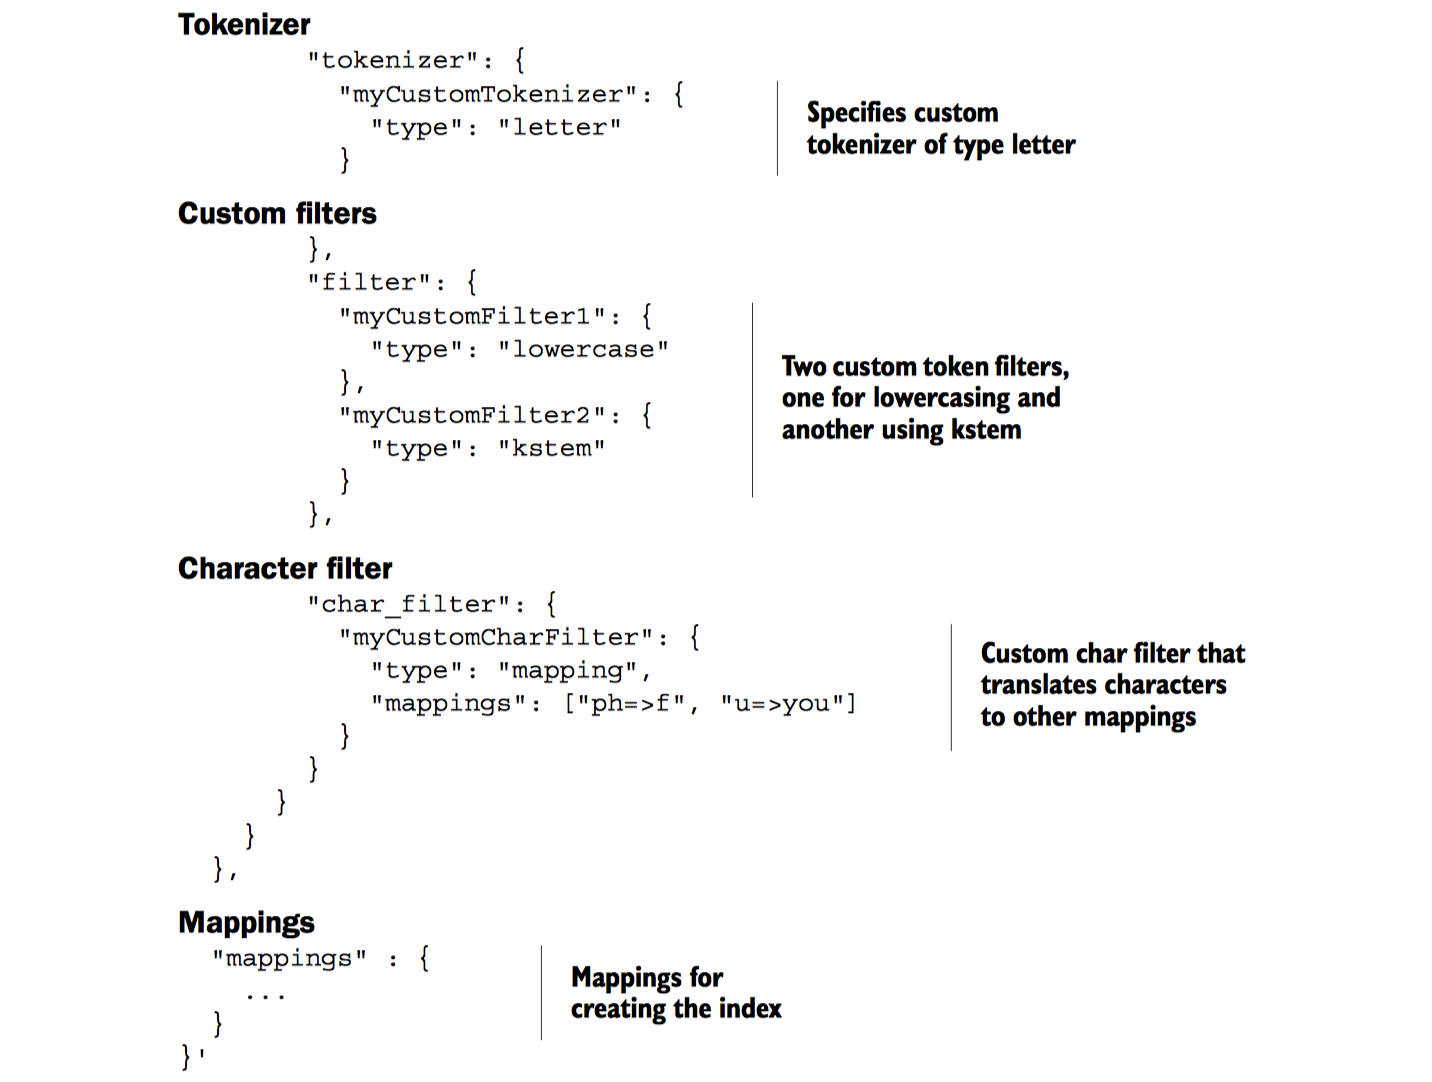 Tokenizer
"tokenizer": {
"myCustomTokenizer": {
"type": "letter"
}
Specifies custom
tokenizer of type letter
Custom filters
},
"filter": {
"myCustomFilter1": {
"type": "lowercase"
},
"myCustomFilter2": {
"type": "kstem"
}
},
Two custom token filters,
one for lowercasing and
another using kstem
Character filter
"char_filter": {
"myCustomCharFilter": {
"type": "mapping",
"mappings": ["ph=>f", "u=>you"]
}
}
}
}
},
Custom char filter that
translates characters
to other mappings
Mappings
"mappings" : {
...
}
}'
Mappings for
creating the index